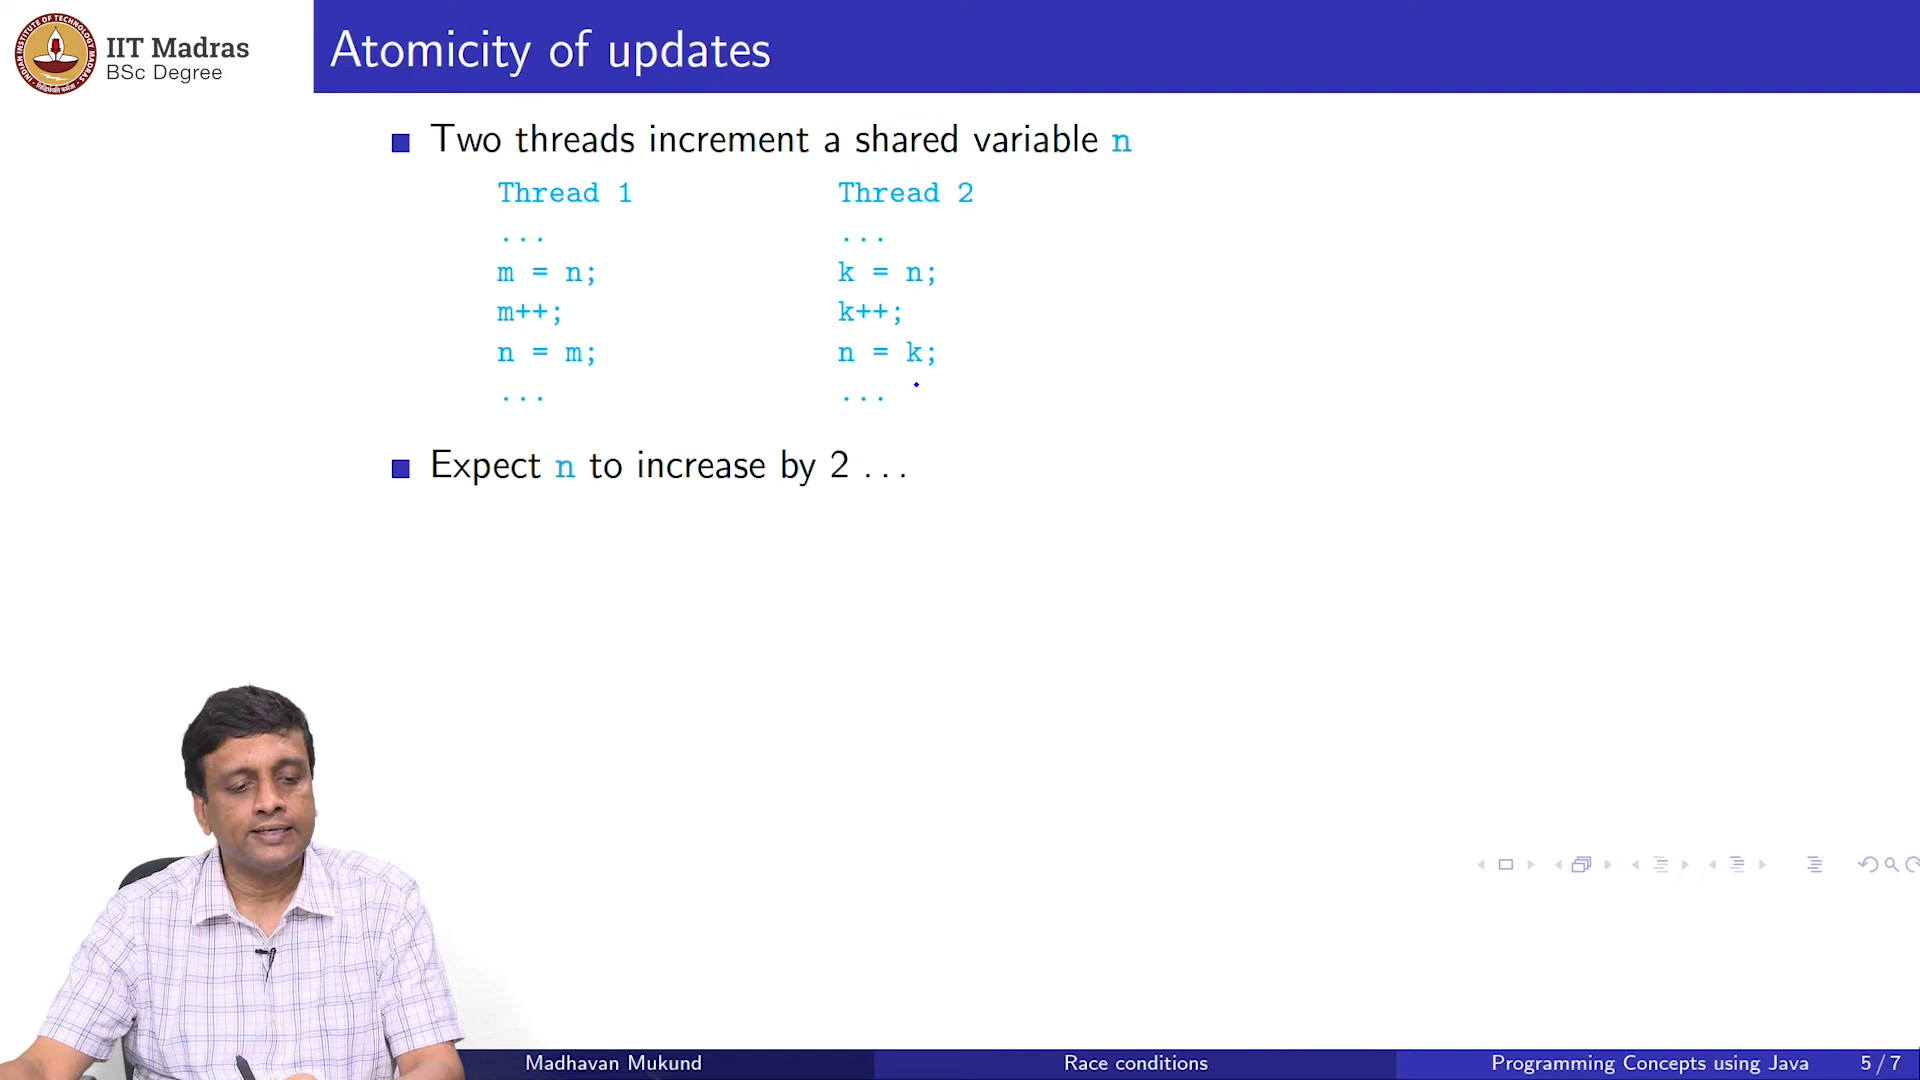 IIT Madras
BSc Degree
Atomicity of updates
Two threads increment a shared variable n
Thread 1 Thread 2
... ...
m = n; k = n;
m++; k++;
n = m; n = k;
... ...
Expect n to increase by 2 ...
Madhavan Mukund Race conditions Programming Concepts using Java 5 / 7